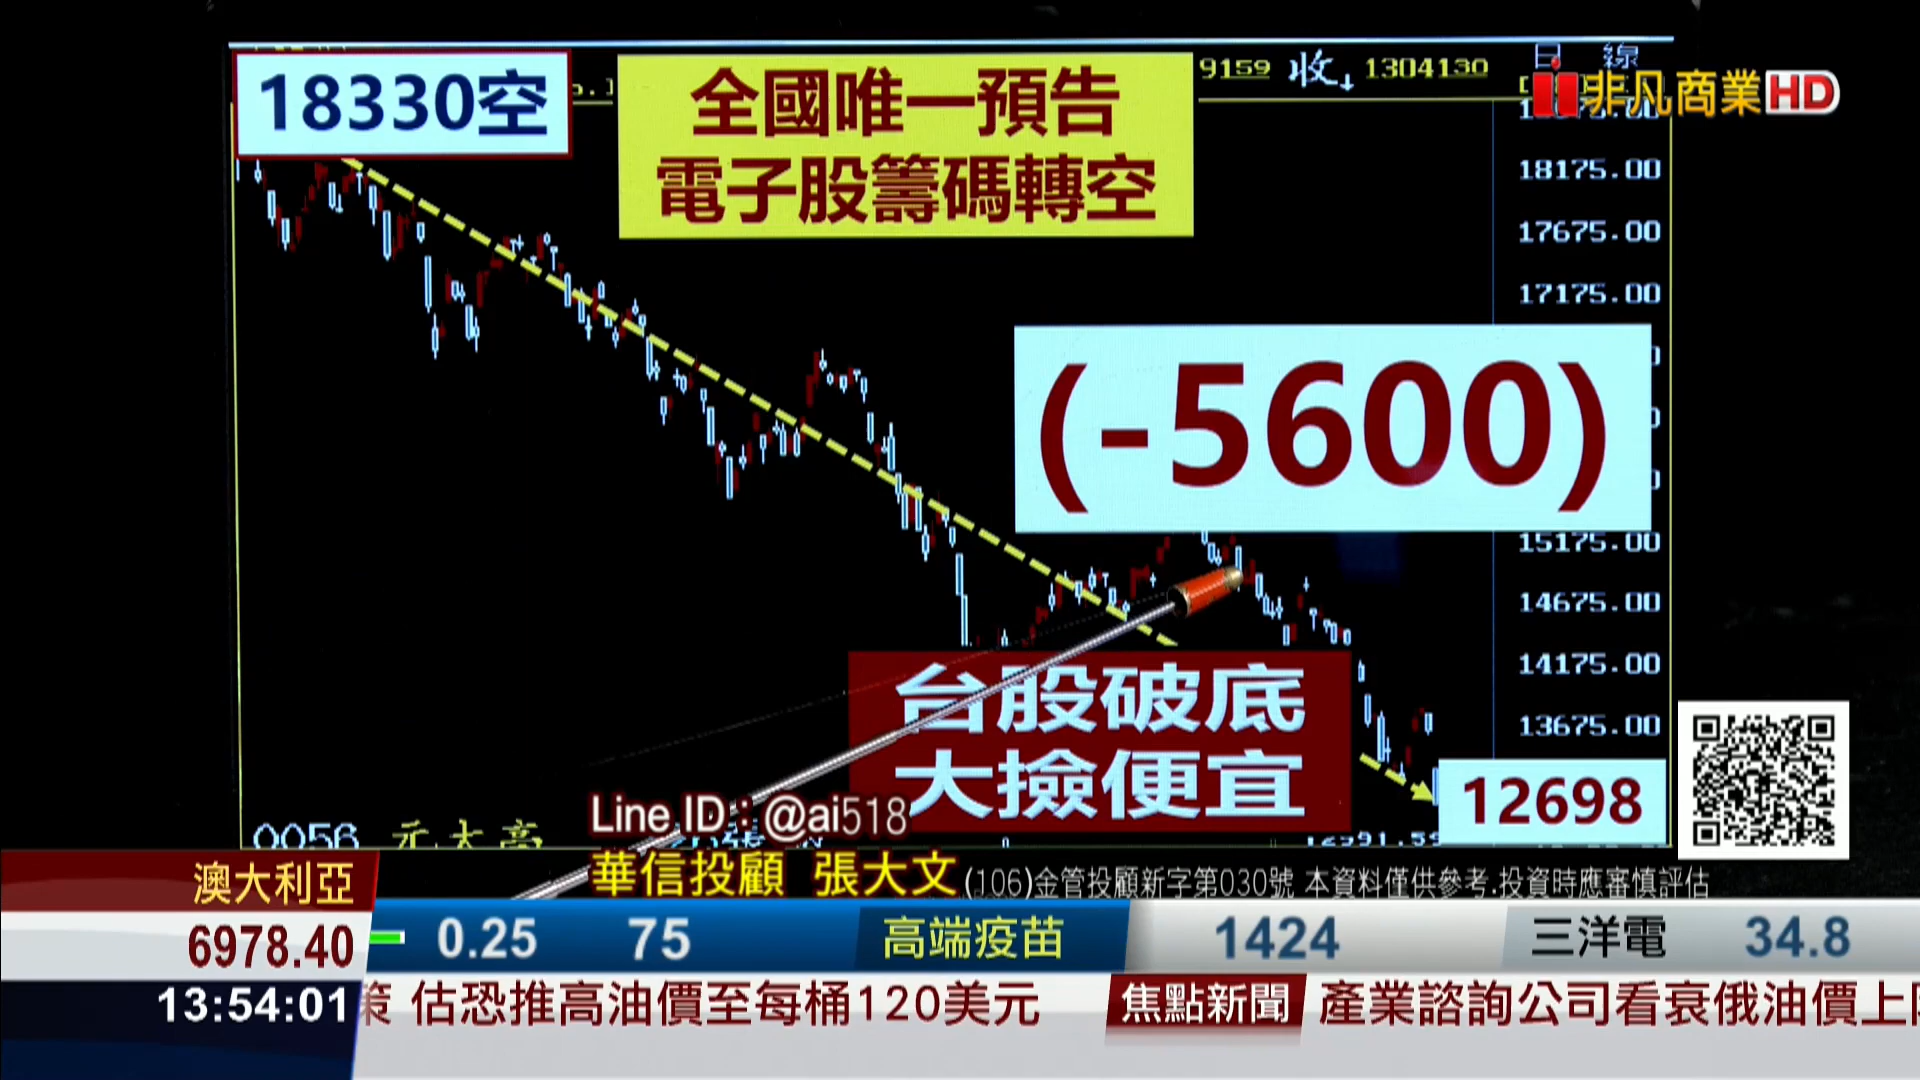 18330空
全國唯一預告
電子股籌碼轉空
9159 收↓ 1304130
日線
非凡商業HD
18175.00
17675.00
17175.00
(-5600)
15175.00
14675.00
14175.00
13675.00
台股破底
大撿便宜
12698
0056 元大高
Line ID : @ai518
華信投顧 張大文
(106)金管投顧新字第030號 本資料僅供參考.投資時應審慎評估
澳大利亞
6978.40
0.25 75 高端疫苗 1424 三洋電 34.8
13:54:01
策 估恐推高油價至每桶120美元 焦點新聞 產業諮詢公司看衰俄油價上限